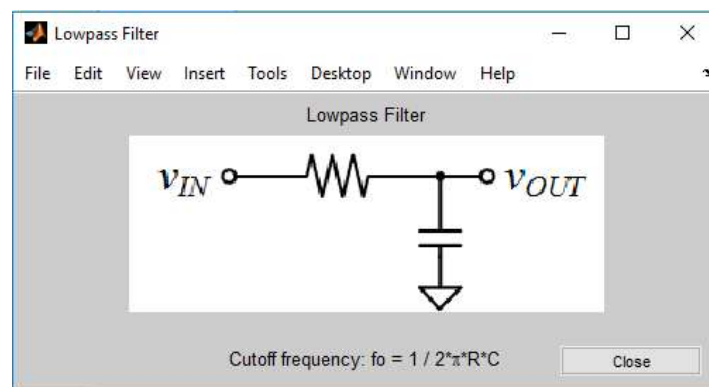 Lowpass Filter
File Edit View Insert Tools Desktop Window Help
Lowpass Filter
vIN vOUT
Cutoff frequency: fo = 1 / 2*π*R*C Close